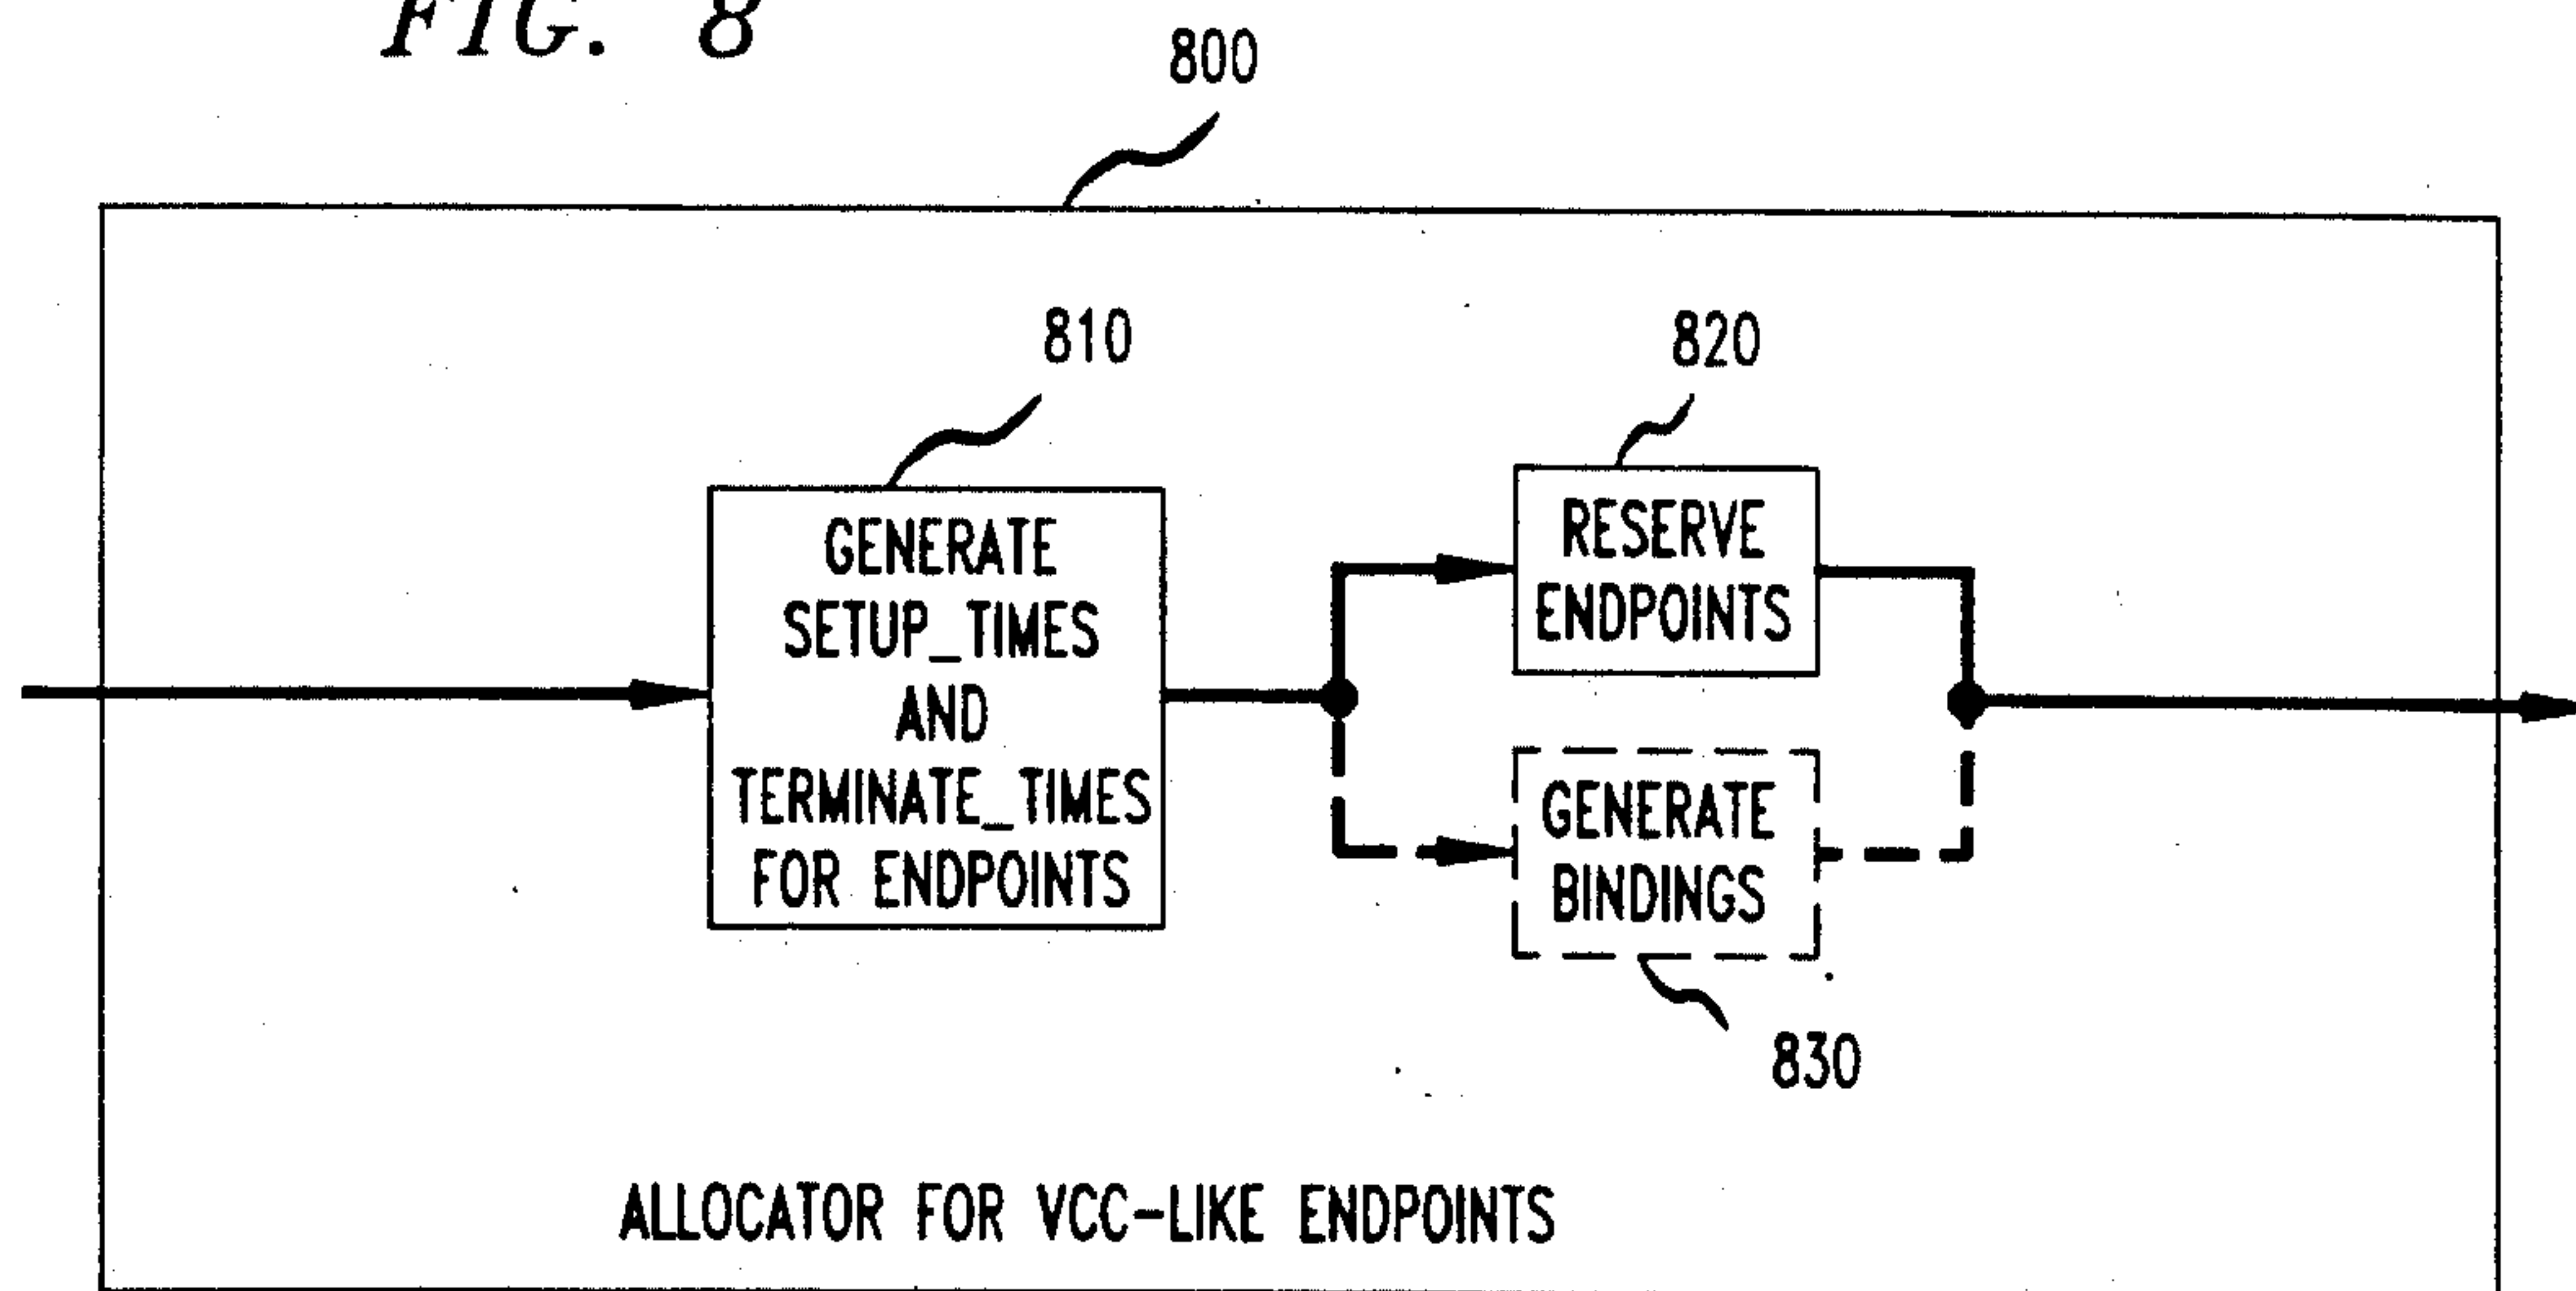 FIG. 8
800
810
820
GENERATE
SETUP_TIMES
AND
TERMINATE_TIMES
FOR ENDPOINTS
RESERVE
ENDPOINTS
GENERATE
BINDINGS
830
ALLOCATOR FOR VCC-LIKE ENDPOINTS